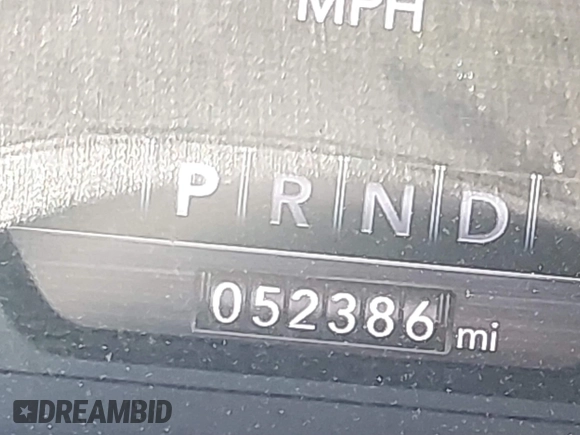 MPH
P R N D
052386 mi
DREAMBID